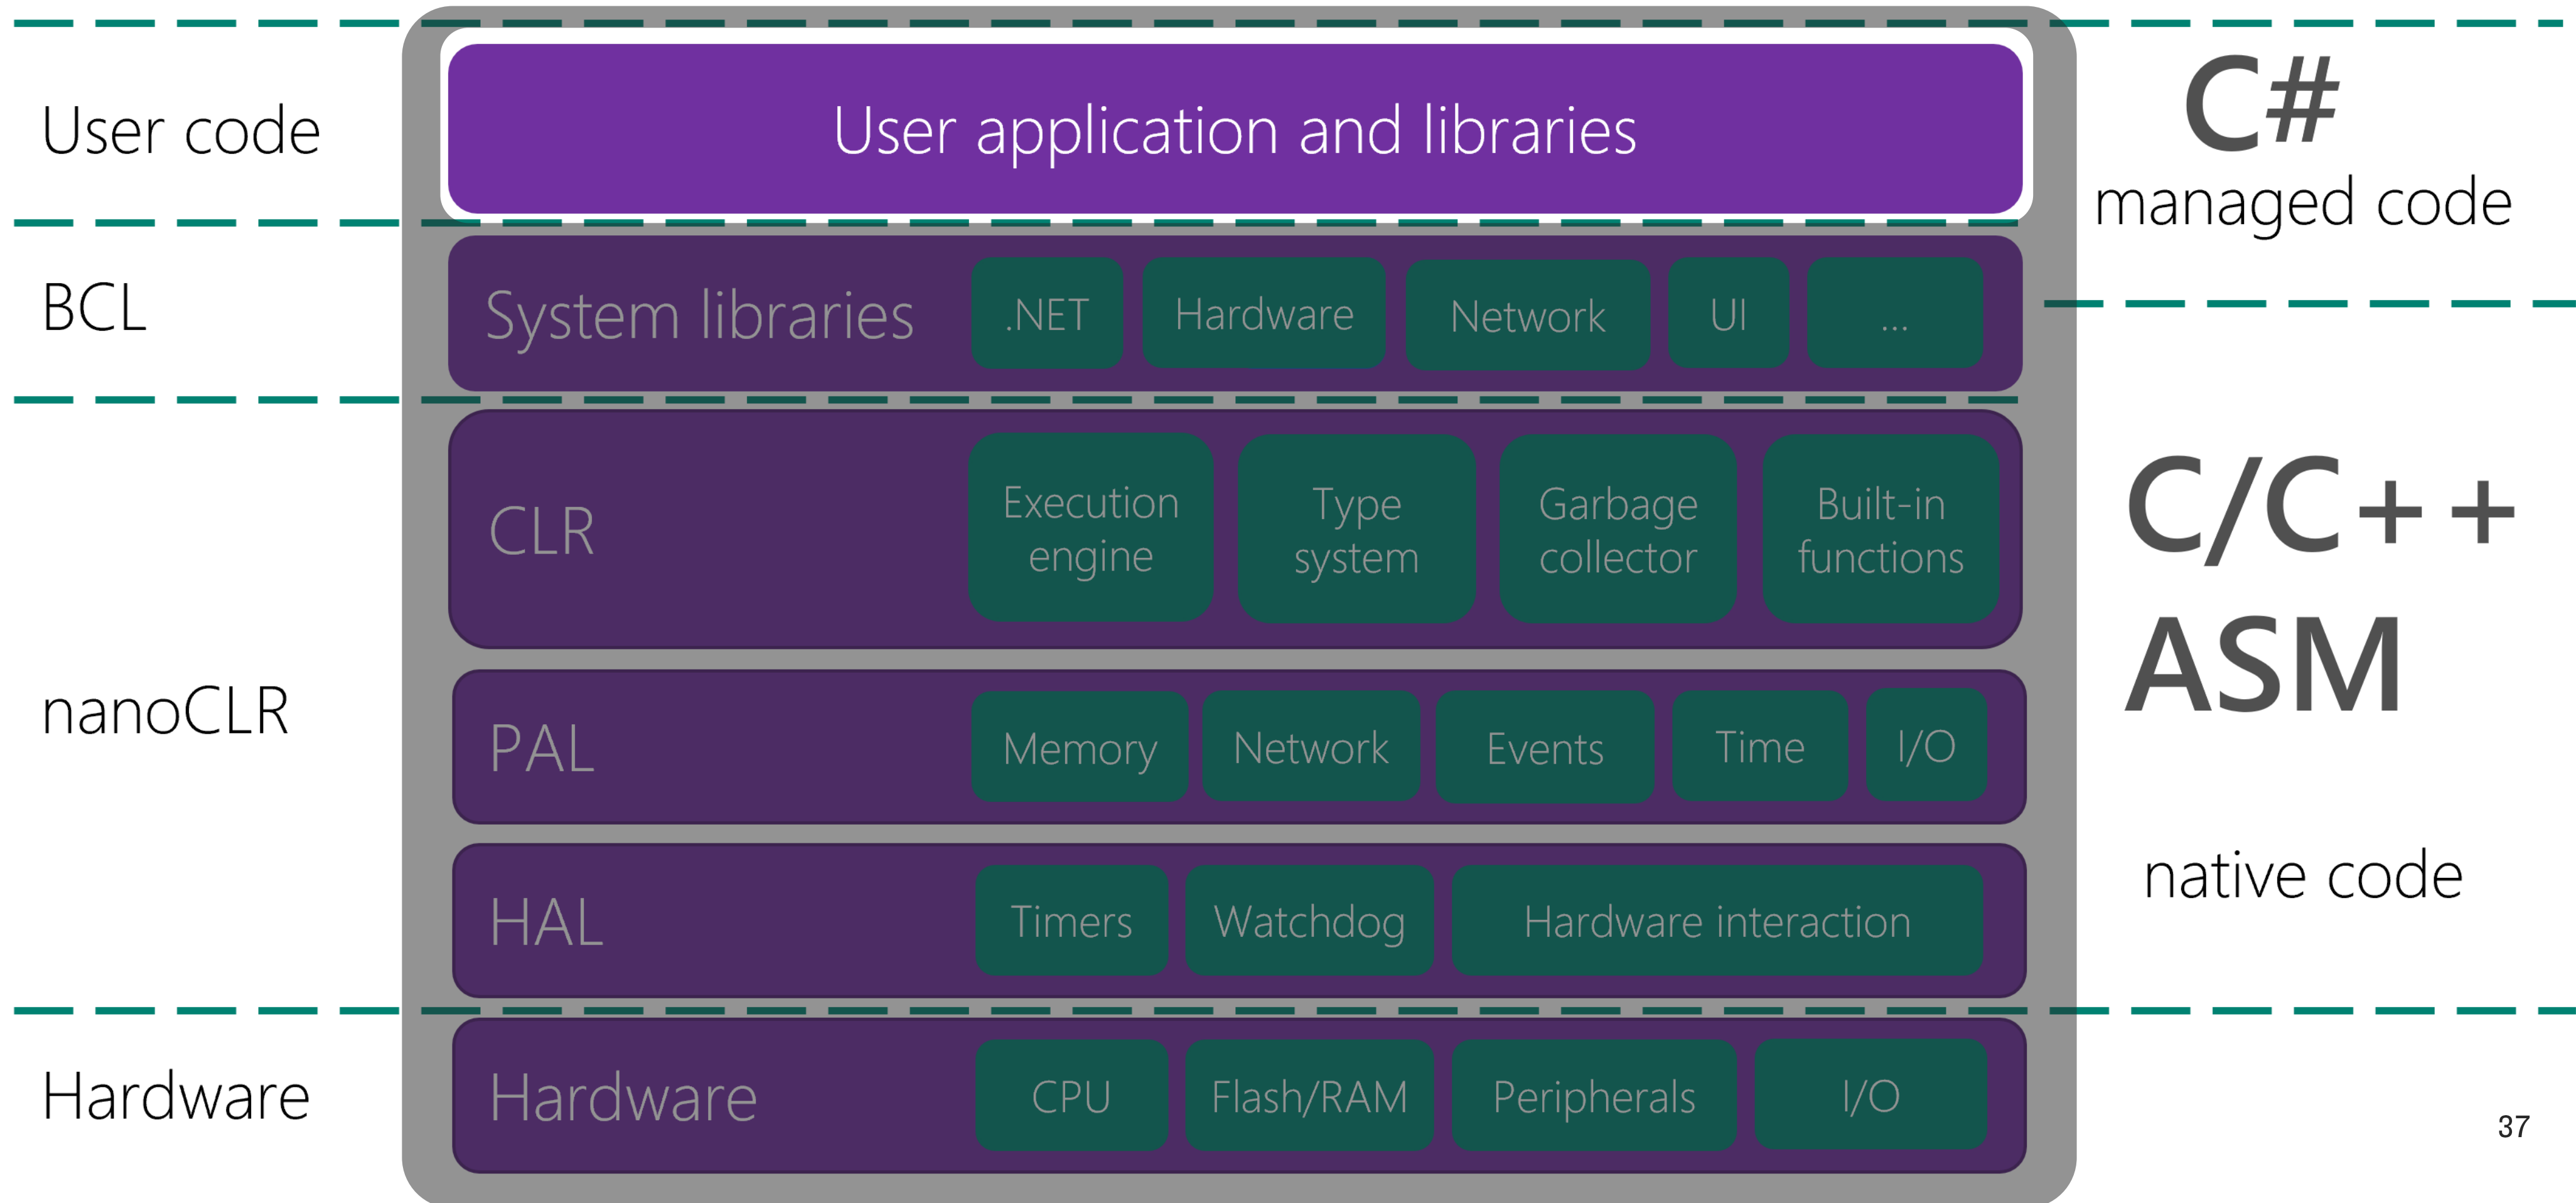 User code
User application and libraries
C#
managed code
BCL
System libraries
.NET
Hardware
Network
UI
...
CLR
Execution
engine
Type
system
Garbage
collector
Built-in
functions
C/C++
ASM
nanoCLR
PAL
Memory
Network
Events
Time
I/O
native code
HAL
Timers
Watchdog
Hardware interaction
Hardware
Hardware
CPU
Flash/RAM
Peripherals
I/O
37